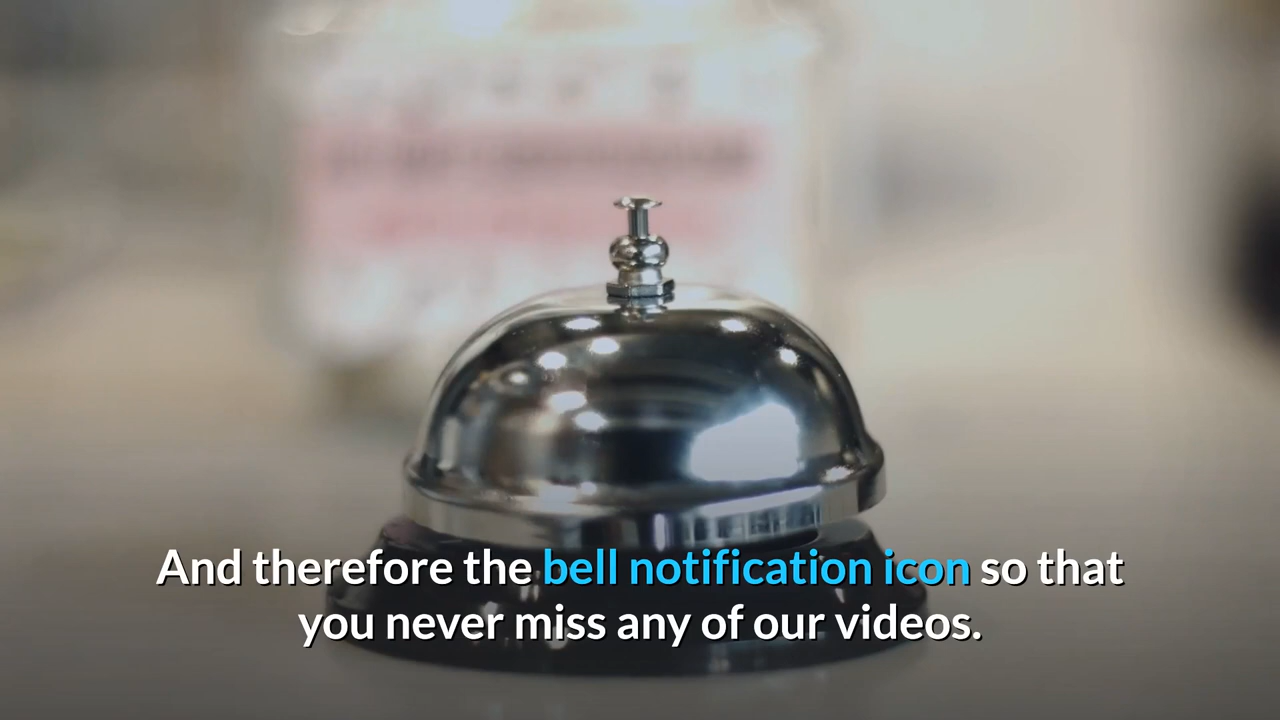 And therefore the bell notification icon so that
you never miss any of our videos.